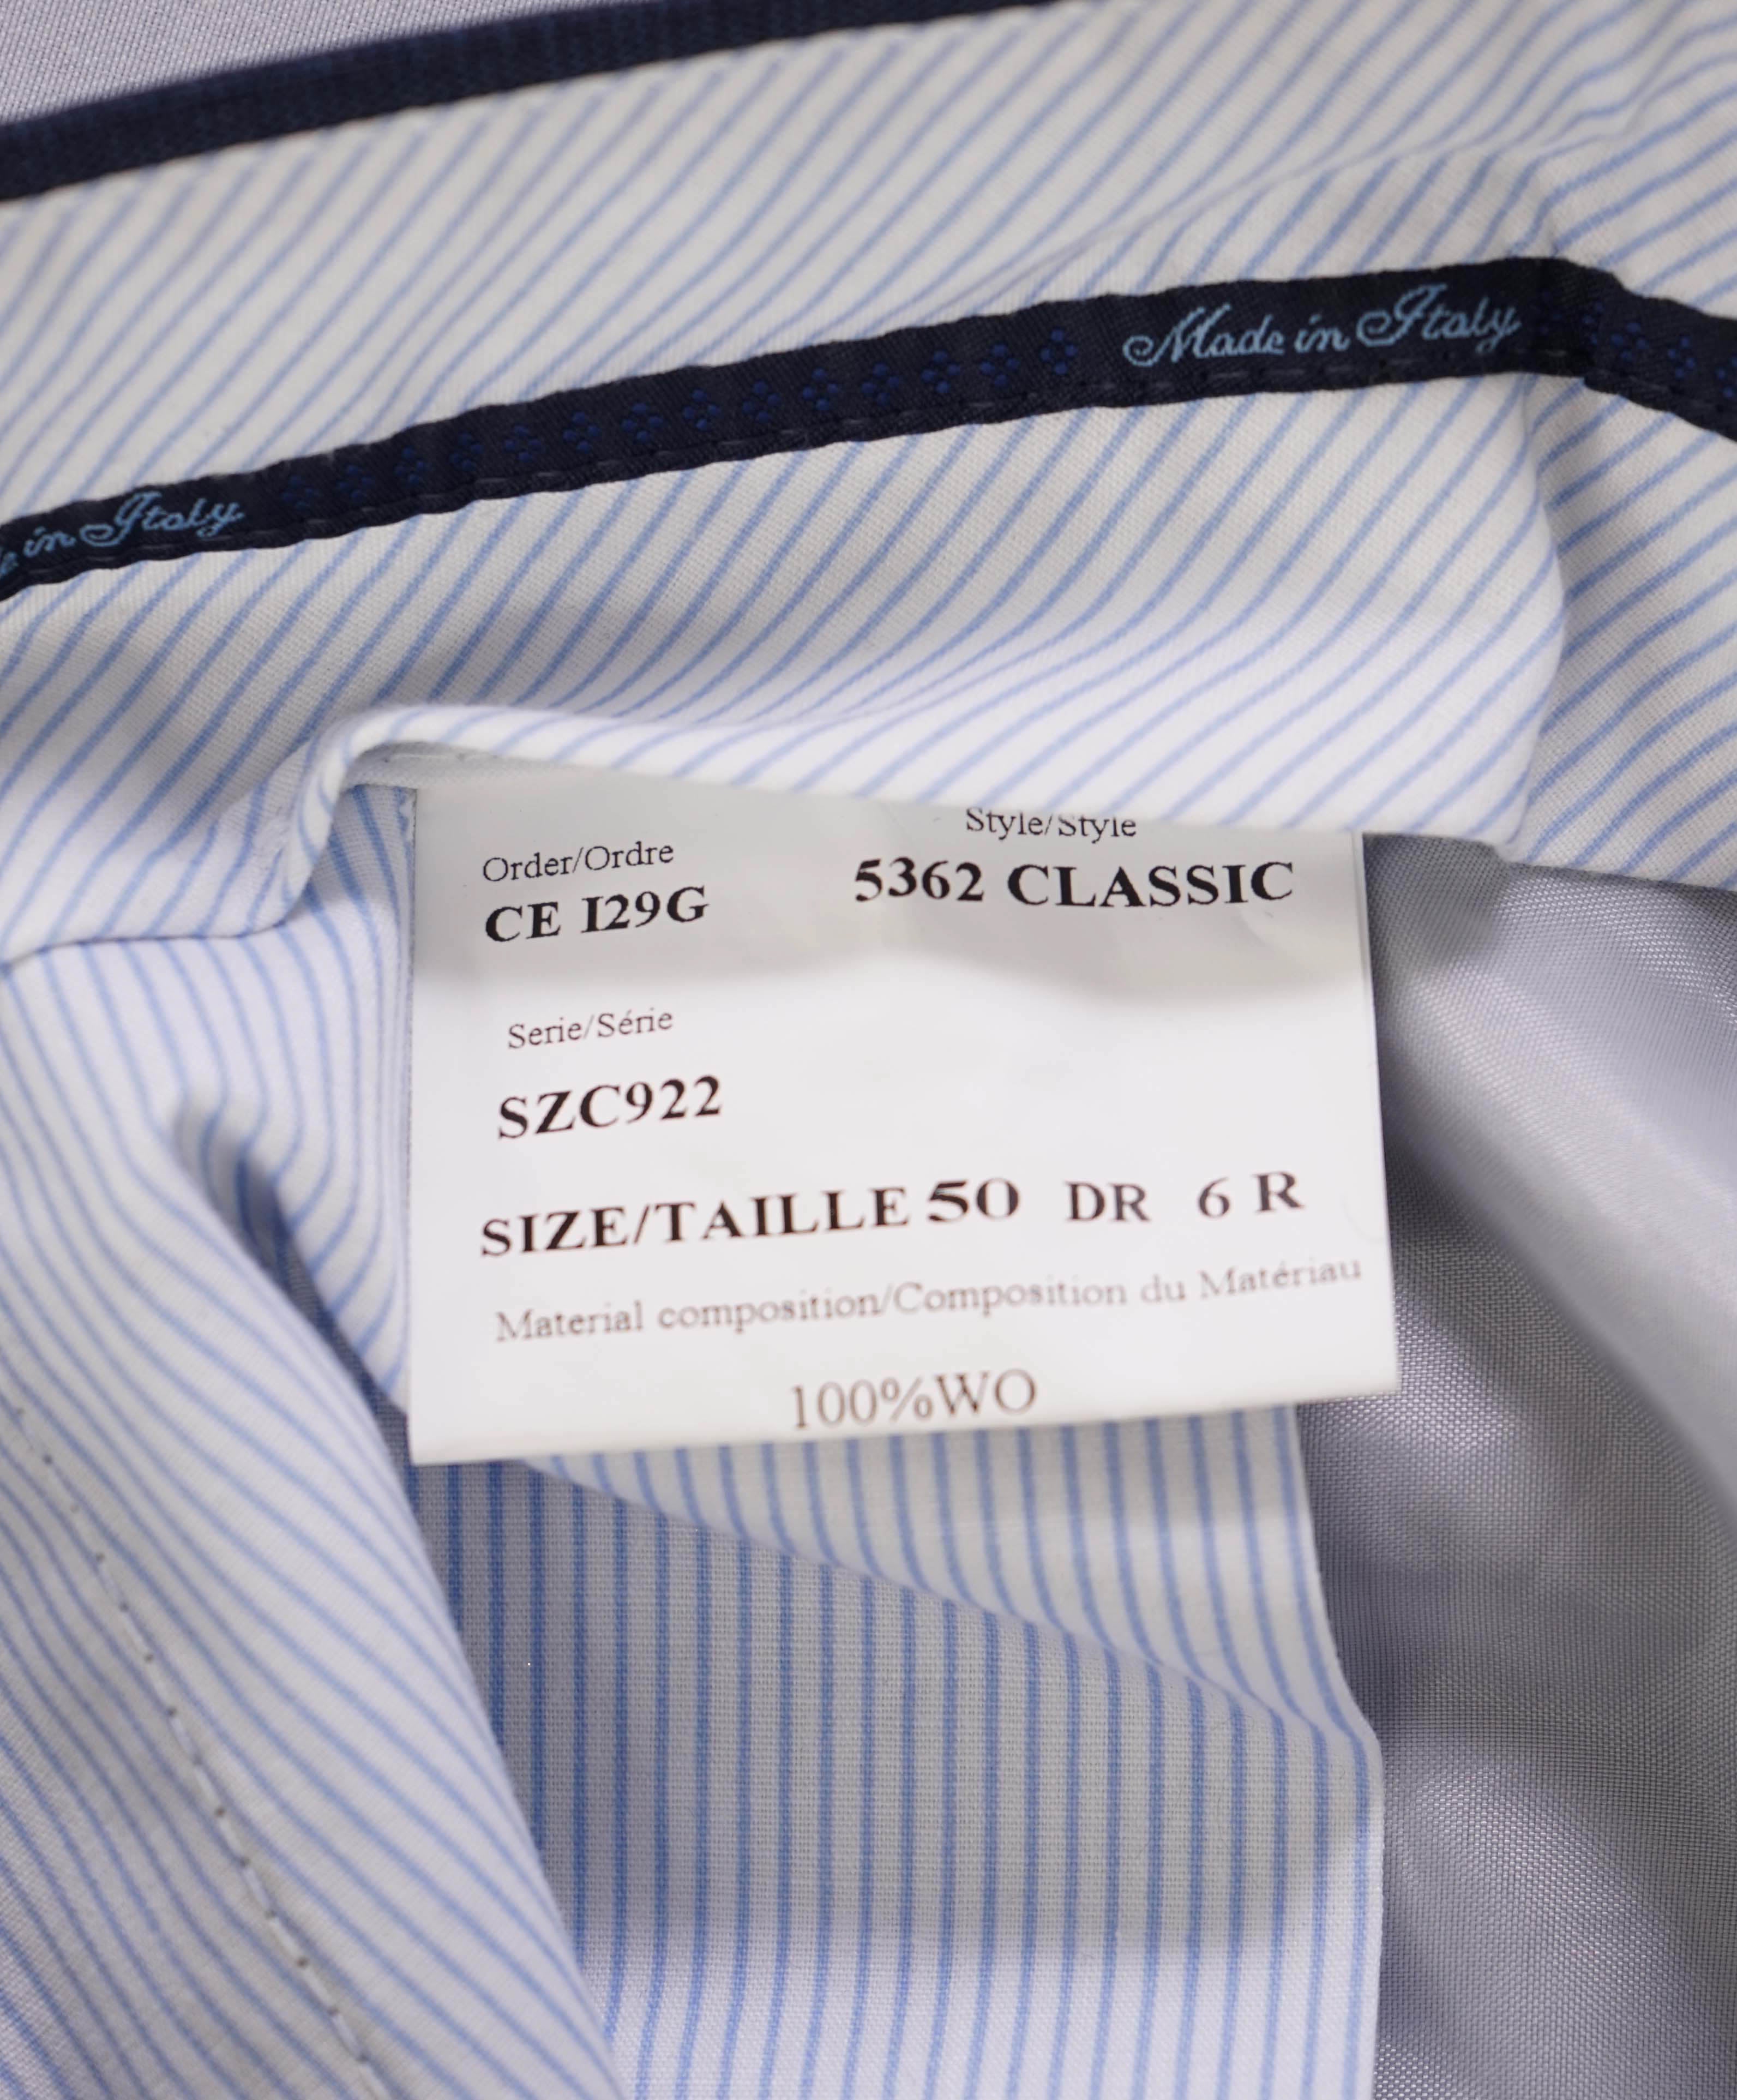 Made in Italy
in Italy
Style/Style
Order/Ordre
5362 CLASSIC
CE I29G
Serie/Série
SZC922
SIZE/TAILLE 50 DR 6 R
Material composition/Composition du Matériau
100%WO